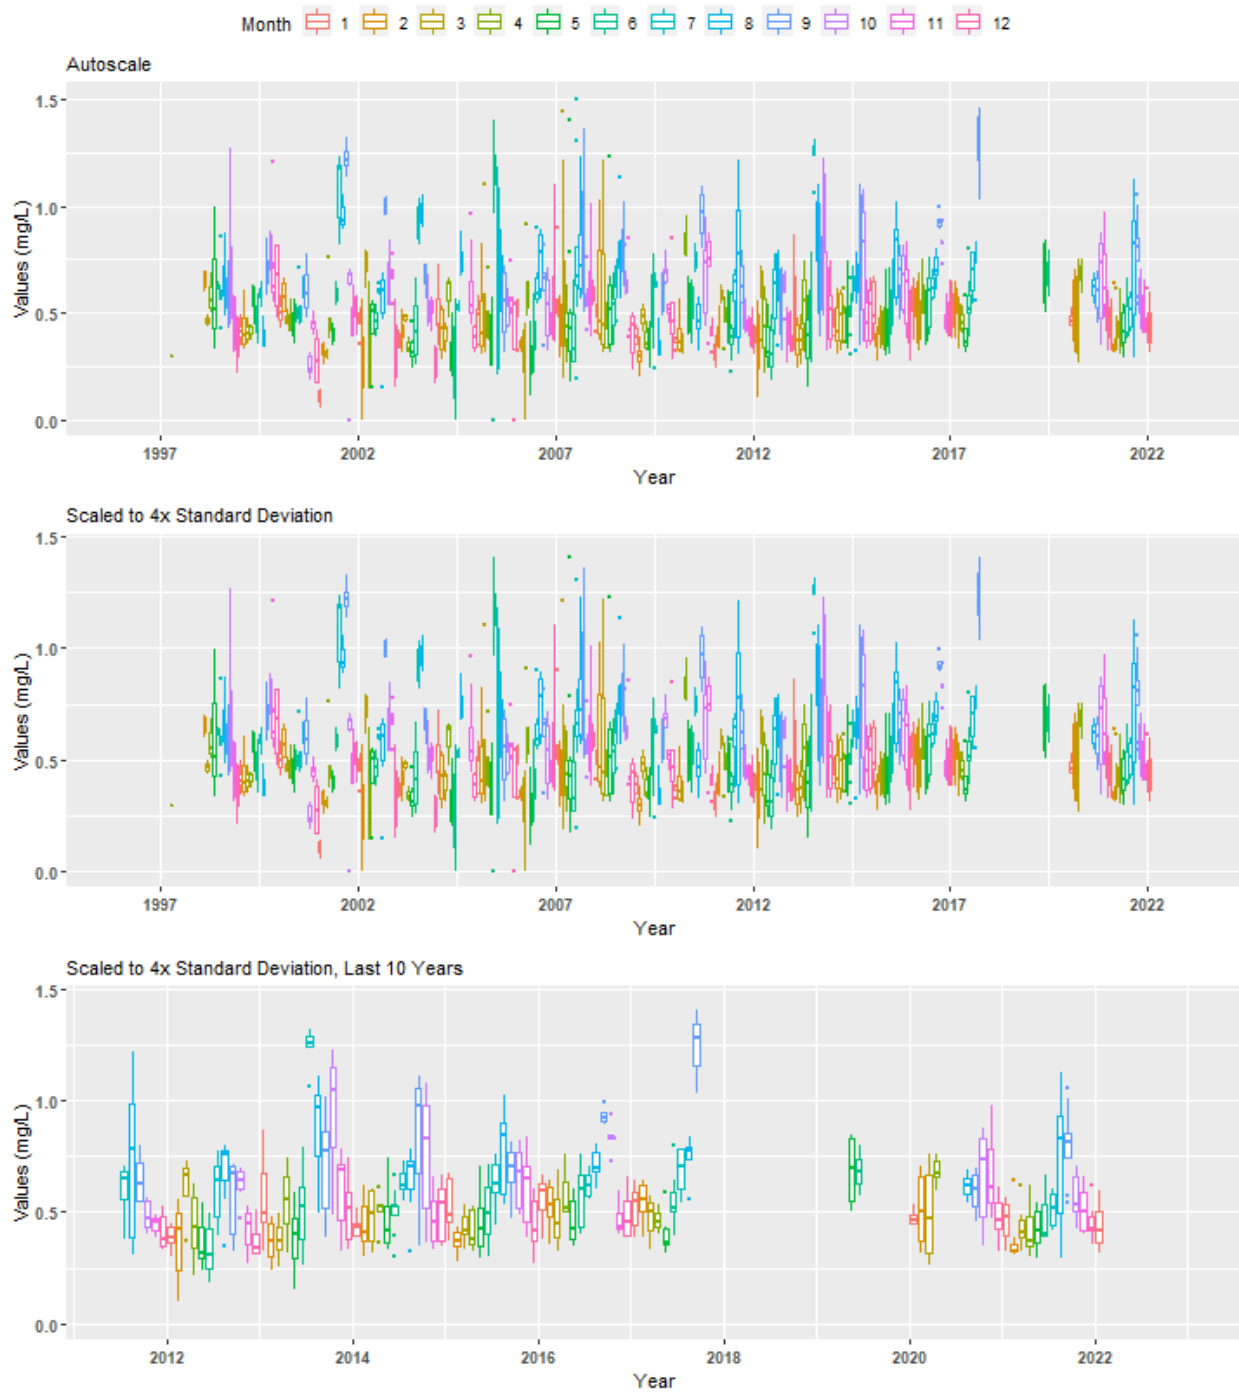 Month 1 2 3 4 5 6 7 8 9 10 11 12
Autoscale
1.5
1.0
0.5
0.0
Values (mg/L)
1997 2002 2007 2012 2017 2022
Year
Scaled to 4x Standard Deviation
1.5
1.0
0.5
0.0
Values (mg/L)
1997 2002 2007 2012 2017 2022
Year
Scaled to 4x Standard Deviation, Last 10 Years
1.5
1.0
0.5
0.0
Values (mg/L)
2012 2014 2016 2018 2020 2022
Year